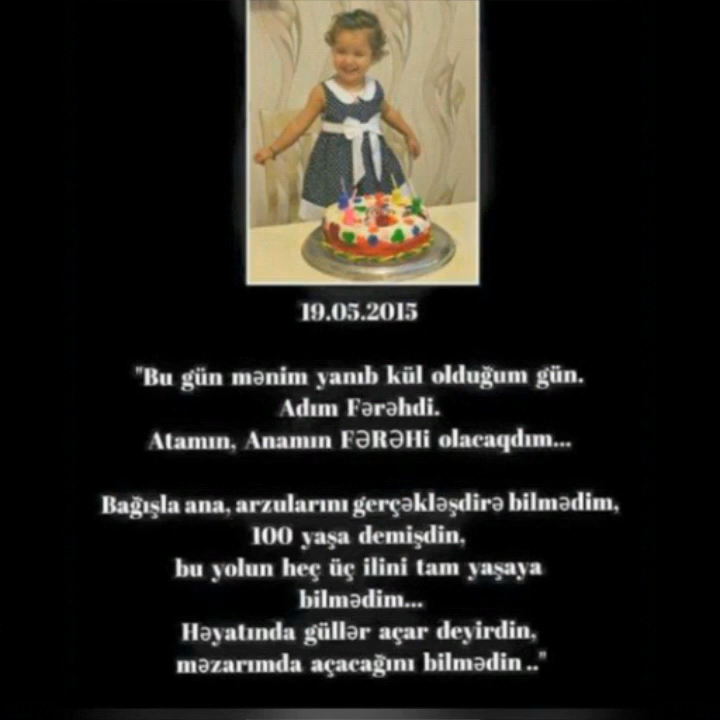 19.05.2015
"Bu gün mənim yanıb kül olduğum gün.
Adım Fərəhdi.
Atamın, Anamın FƏRƏHi olacaqdım...
Bağışla ana, arzularını gerçəkləşdirə bilmədim,
100 yaşa demişdin,
bu yolun heç üç ilini tam yaşaya
bilmədim...
Həyatında güllər açar deyirdin,
məzarımda açacağını bilmədin.."